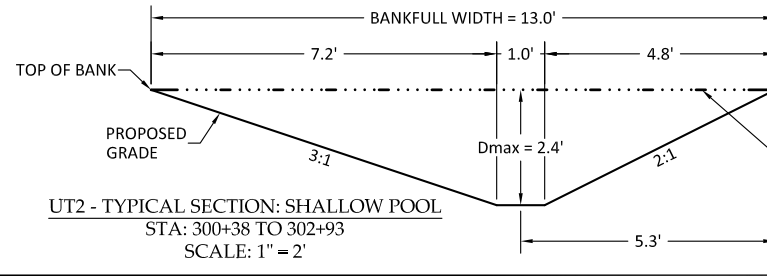 BANKFULL WIDTH = 13.0'
7.2'
1.0'
4.8'
TOP OF BANK
PROPOSED
GRADE
3:1
Dmax = 2.4'
2:1
UT2 - TYPICAL SECTION: SHALLOW POOL
STA: 300+38 TO 302+93
SCALE: 1" = 2'
5.3'